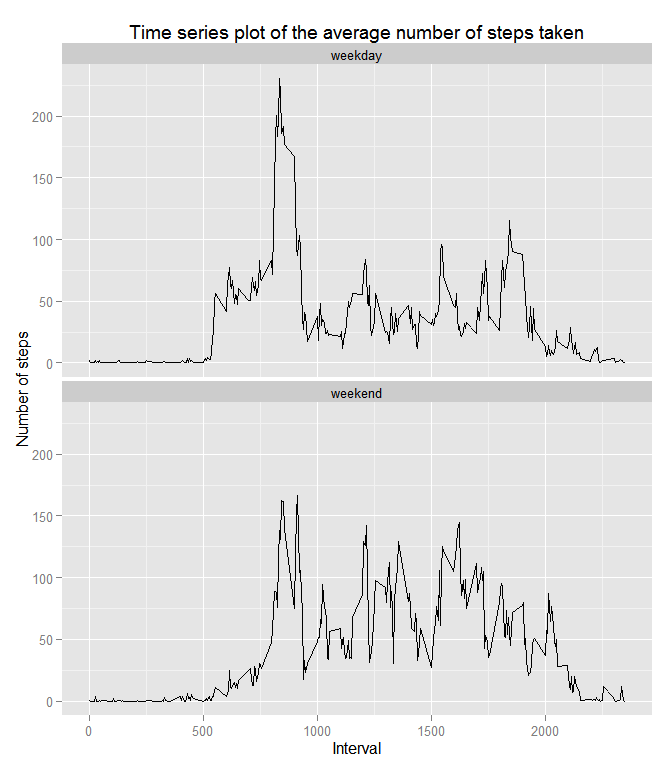 Time series plot of the average number of steps taken
weekday
200
150
100
50
0
Number of steps
weekend
200
150
100
50
0
0 500 1000 1500 2000
Interval